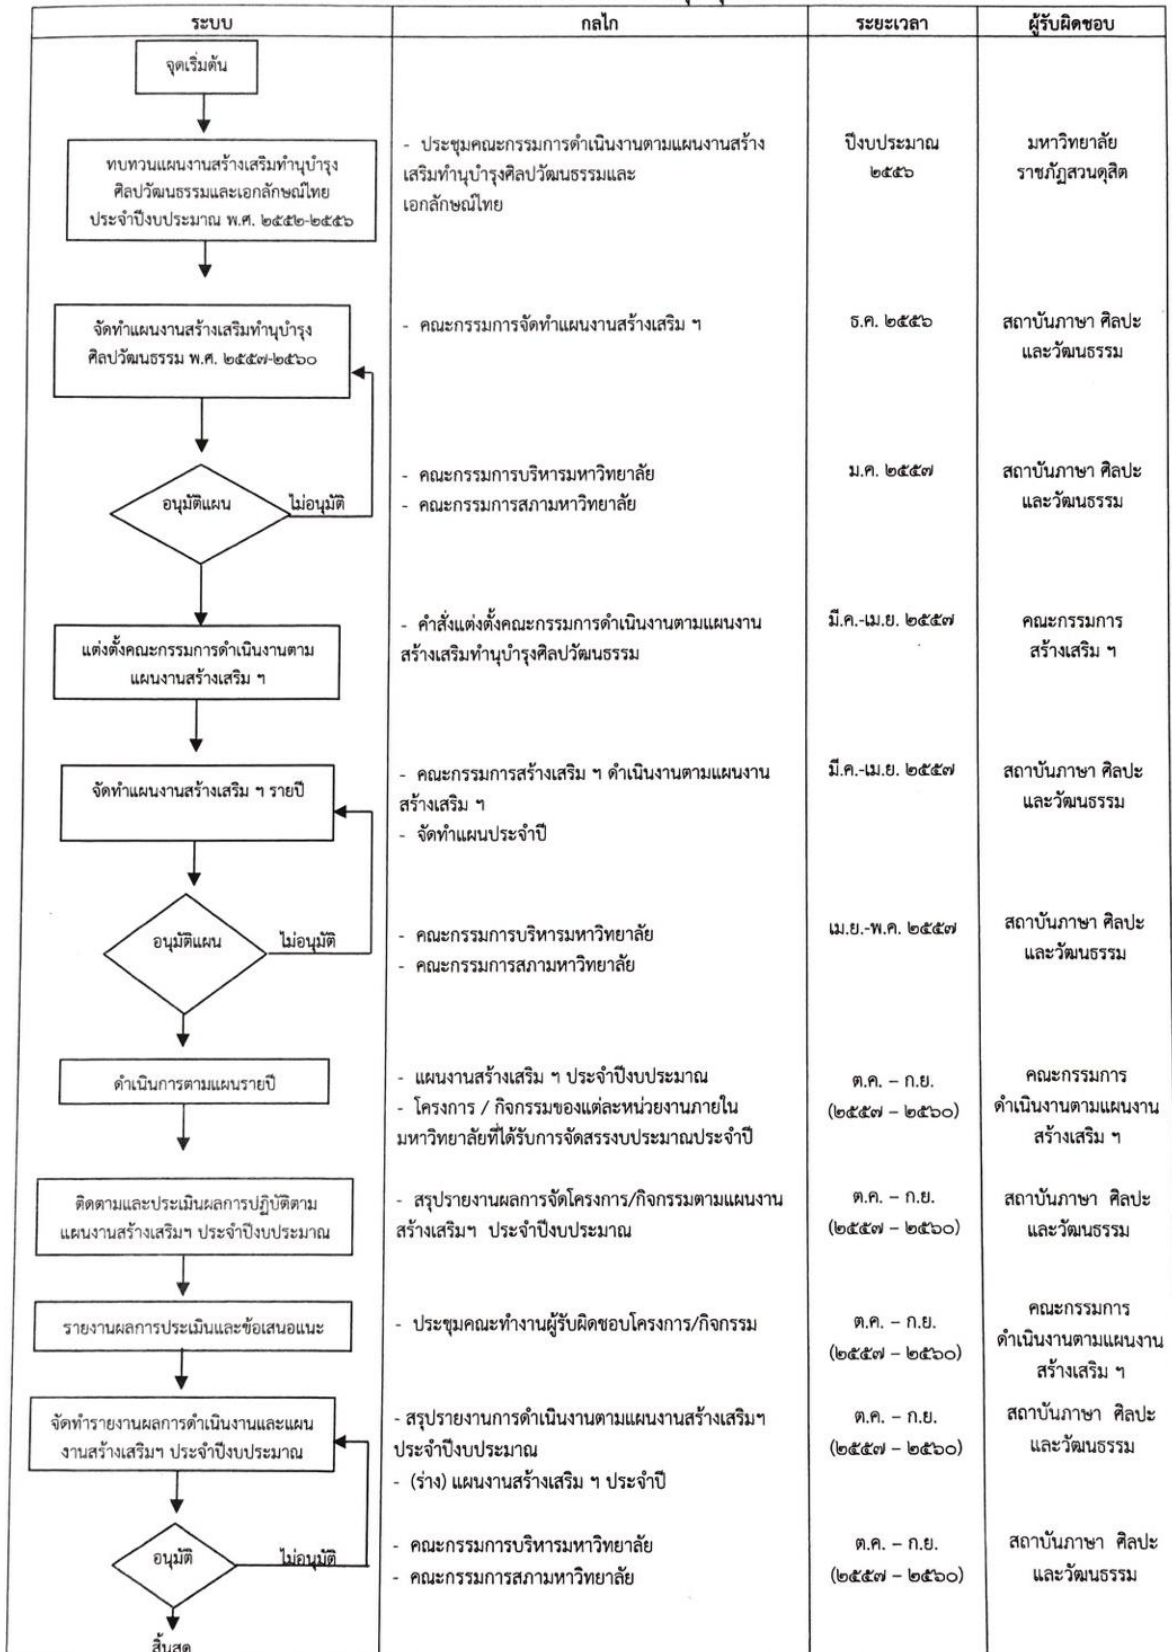 ระบบ กลไก ระยะเวลา ผู้รับผิดชอบ
จุดเริ่มต้น
ทบทวนแผนงานสร้างเสริมทำนุบำรุง
ศิลปวัฒนธรรมและเอกลักษณ์ไทย
ประจำปีงบประมาณ พ.ศ. ๒๕๕๒-๒๕๕๖
- ประชุมคณะกรรมการดำเนินงานตามแผนงานสร้าง
เสริมทำนุบำรุงศิลปวัฒนธรรมและ
เอกลักษณ์ไทย
ปีงบประมาณ
๒๕๕๖
มหาวิทยาลัย
ราชภัฏสวนดุสิต
จัดทำแผนงานสร้างเสริมทำนุบำรุง
ศิลปวัฒนธรรม พ.ศ. ๒๕๕๗-๒๕๖๐
- คณะกรรมการจัดทำแผนงานสร้างเสริม ฯ
ธ.ค. ๒๕๕๖
สถาบันภาษา ศิลปะ
และวัฒนธรรม
อนุมัติแผน
ไม่อนุมัติ
- คณะกรรมการบริหารมหาวิทยาลัย
- คณะกรรมการสภามหาวิทยาลัย
ม.ค. ๒๕๕๗
สถาบันภาษา ศิลปะ
และวัฒนธรรม
แต่งตั้งคณะกรรมการดำเนินงานตาม
แผนงานสร้างเสริม ฯ
- คำสั่งแต่งตั้งคณะกรรมการดำเนินงานตามแผนงาน
สร้างเสริมทำนุบำรุงศิลปวัฒนธรรม
มี.ค.-เม.ย. ๒๕๕๗
คณะกรรมการ
สร้างเสริม ฯ
จัดทำแผนงานสร้างเสริม ฯ รายปี
- คณะกรรมการสร้างเสริม ฯ ดำเนินงานตามแผนงาน
สร้างเสริม ฯ
- จัดทำแผนประจำปี
มี.ค.-เม.ย. ๒๕๕๗
สถาบันภาษา ศิลปะ
และวัฒนธรรม
อนุมัติแผน
ไม่อนุมัติ
- คณะกรรมการบริหารมหาวิทยาลัย
- คณะกรรมการสภามหาวิทยาลัย
เม.ย.-พ.ค. ๒๕๕๗
สถาบันภาษา ศิลปะ
และวัฒนธรรม
ดำเนินการตามแผนรายปี
- แผนงานสร้างเสริม ฯ ประจำปีงบประมาณ
- โครงการ / กิจกรรมของแต่ละหน่วยงานภายใน
มหาวิทยาลัยที่ได้รับการจัดสรรงบประมาณประจำปี
ต.ค. – ก.ย.
(๒๕๕๗ – ๒๕๖๐)
คณะกรรมการ
ดำเนินงานตามแผนงาน
สร้างเสริม ฯ
ติดตามและประเมินผลการปฏิบัติตาม
แผนงานสร้างเสริมฯ ประจำปีงบประมาณ
- สรุปรายงานผลการจัดโครงการ/กิจกรรมตามแผนงาน
สร้างเสริมฯ ประจำปีงบประมาณ
ต.ค. – ก.ย.
(๒๕๕๗ – ๒๕๖๐)
สถาบันภาษา ศิลปะ
และวัฒนธรรม
รายงานผลการประเมินและข้อเสนอแนะ
- ประชุมคณะทำงานผู้รับผิดชอบโครงการ/กิจกรรม
ต.ค. – ก.ย.
(๒๕๕๗ – ๒๕๖๐)
คณะกรรมการ
ดำเนินงานตามแผนงาน
สร้างเสริม ฯ
จัดทำรายงานผลการดำเนินงานและแผน
งานสร้างเสริมฯ ประจำปีงบประมาณ
- สรุปรายงานการดำเนินงานตามแผนงานสร้างเสริมฯ
ประจำปีงบประมาณ
- (ร่าง) แผนงานสร้างเสริม ฯ ประจำปี
ต.ค. – ก.ย.
(๒๕๕๗ – ๒๕๖๐)
สถาบันภาษา ศิลปะ
และวัฒนธรรม
อนุมัติ
ไม่อนุมัติ
- คณะกรรมการบริหารมหาวิทยาลัย
- คณะกรรมการสภามหาวิทยาลัย
ต.ค. – ก.ย.
(๒๕๕๗ – ๒๕๖๐)
สถาบันภาษา ศิลปะ
และวัฒนธรรม
สิ้นสุด